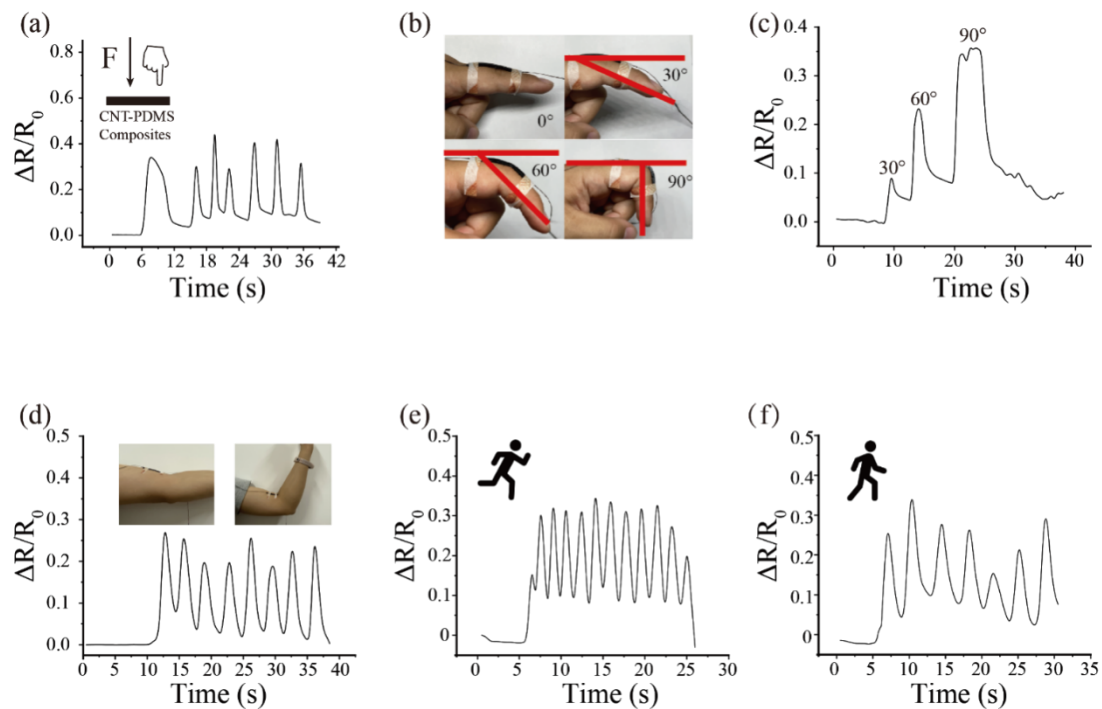 (a)
0.8
0.6
0.4
0.2
0.0
ΔR/R0
F
CNT-PDMS
Composites
0 6 12 18 24 30 36 42
Time (s)
(b)
0°
30°
60°
90°
(c)
0.4
0.3
0.2
0.1
0.0
ΔR/R0
30°
60°
90°
0 10 20 30 40
Time (s)
(d)
0.5
0.4
0.3
0.2
0.1
0.0
ΔR/R0
0 5 10 15 20 25 30 35 40
Time (s)
(e)
0.5
0.4
0.3
0.2
0.1
0
ΔR/R0
0 5 10 15 20 25 30
Time (s)
(f)
0.5
0.4
0.3
0.2
0.1
0
ΔR/R0
0 5 10 15 20 25 30 35
Time (s)